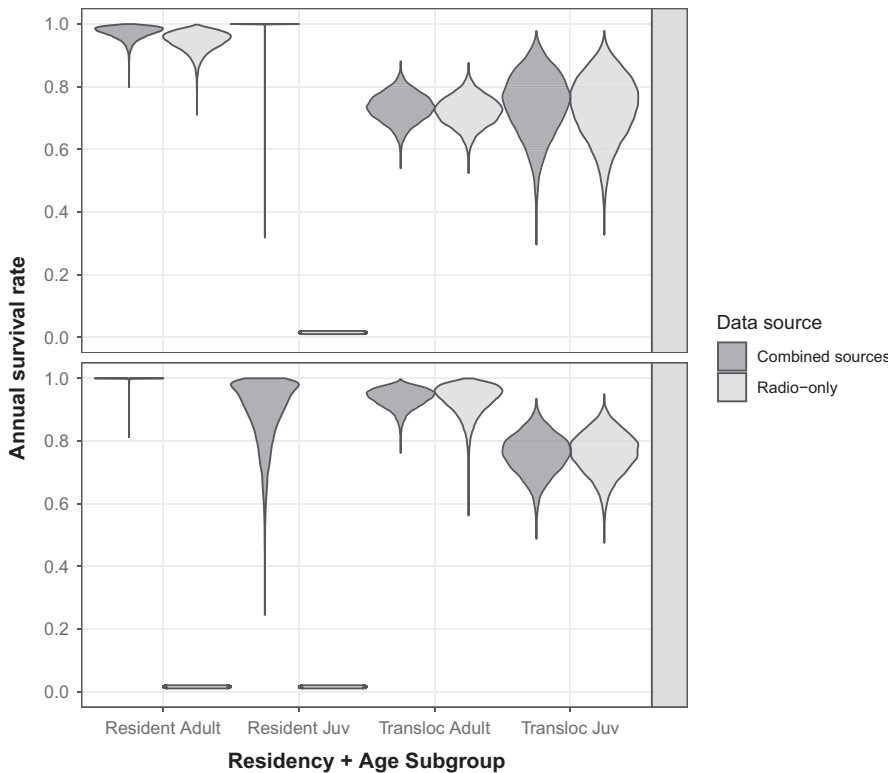 Annual survival rate
1.0
0.8
0.6
0.4
0.2
0.0
1.0
0.8
0.6
0.4
0.2
0.0
Resident Adult Resident Juv Transloc Adult Transloc Juv
Residency + Age Subgroup
Data source
Combined sources
Radio−only